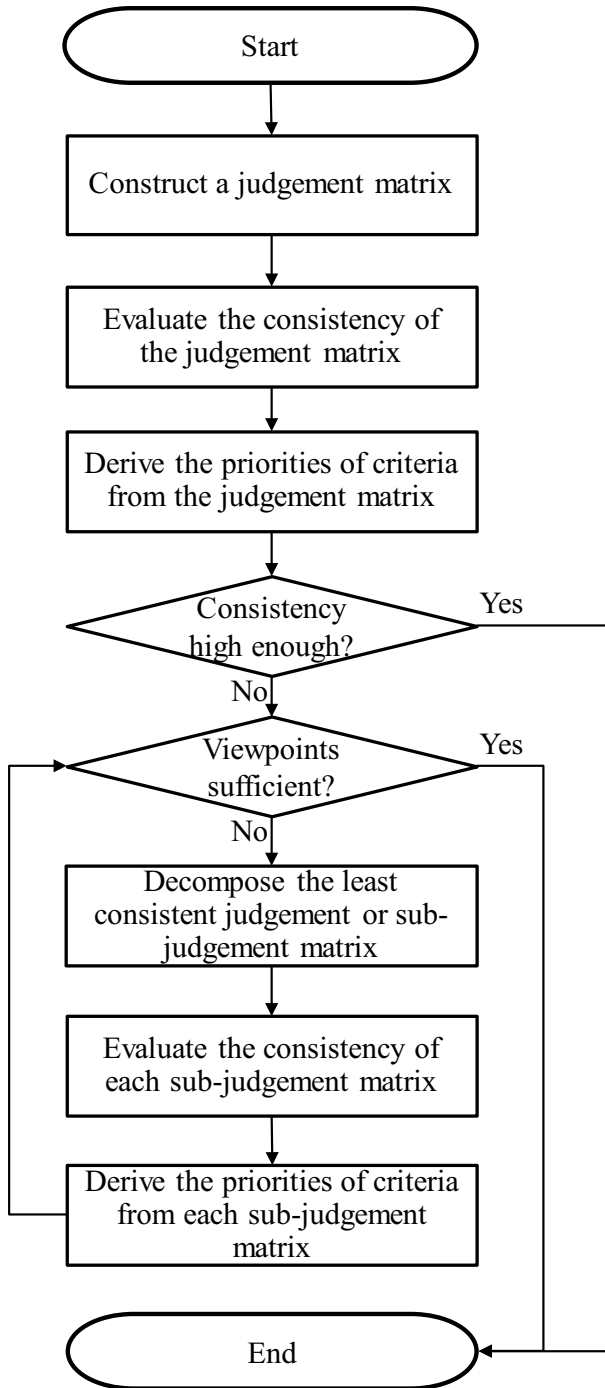 Start
Construct a judgement matrix
Evaluate the consistency of
the judgement matrix
Derive the priorities of criteria
from the judgement matrix
Consistency
high enough?
Yes
No
Viewpoints
sufficient?
Yes
No
Decompose the least
consistent judgement or sub-
judgement matrix
Evaluate the consistency of
each sub-judgement matrix
Derive the priorities of criteria
from each sub-judgement
matrix
End